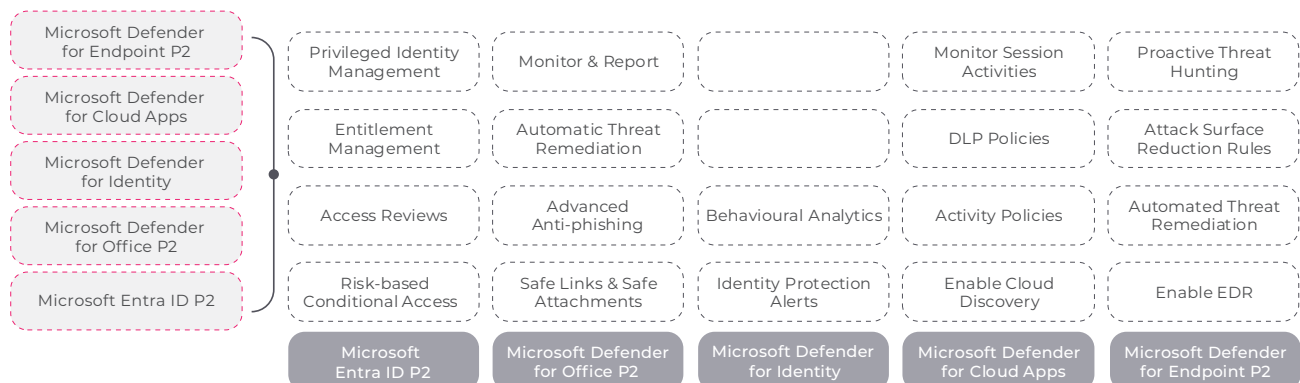 Microsoft Defender
for Endpoint P2
Microsoft Defender
for Cloud Apps
Microsoft Defender
for Identity
Microsoft Defender
for Office P2
Microsoft Entra ID P2
Privileged Identity
Management
Monitor & Report
Monitor Session
Activities
Proactive Threat
Hunting
Entitlement
Management
Automatic Threat
Remediation
DLP Policies
Attack Surface
Reduction Rules
Access Reviews
Advanced
Anti-phishing
Behavioural Analytics
Activity Policies
Automated Threat
Remediation
Risk-based
Conditional Access
Safe Links & Safe
Attachments
Identity Protection
Alerts
Enable Cloud
Discovery
Enable EDR
Microsoft
Entra ID P2
Microsoft Defender
for Office P2
Microsoft Defender
for Identity
Microsoft Defender
for Cloud Apps
Microsoft Defender
for Endpoint P2